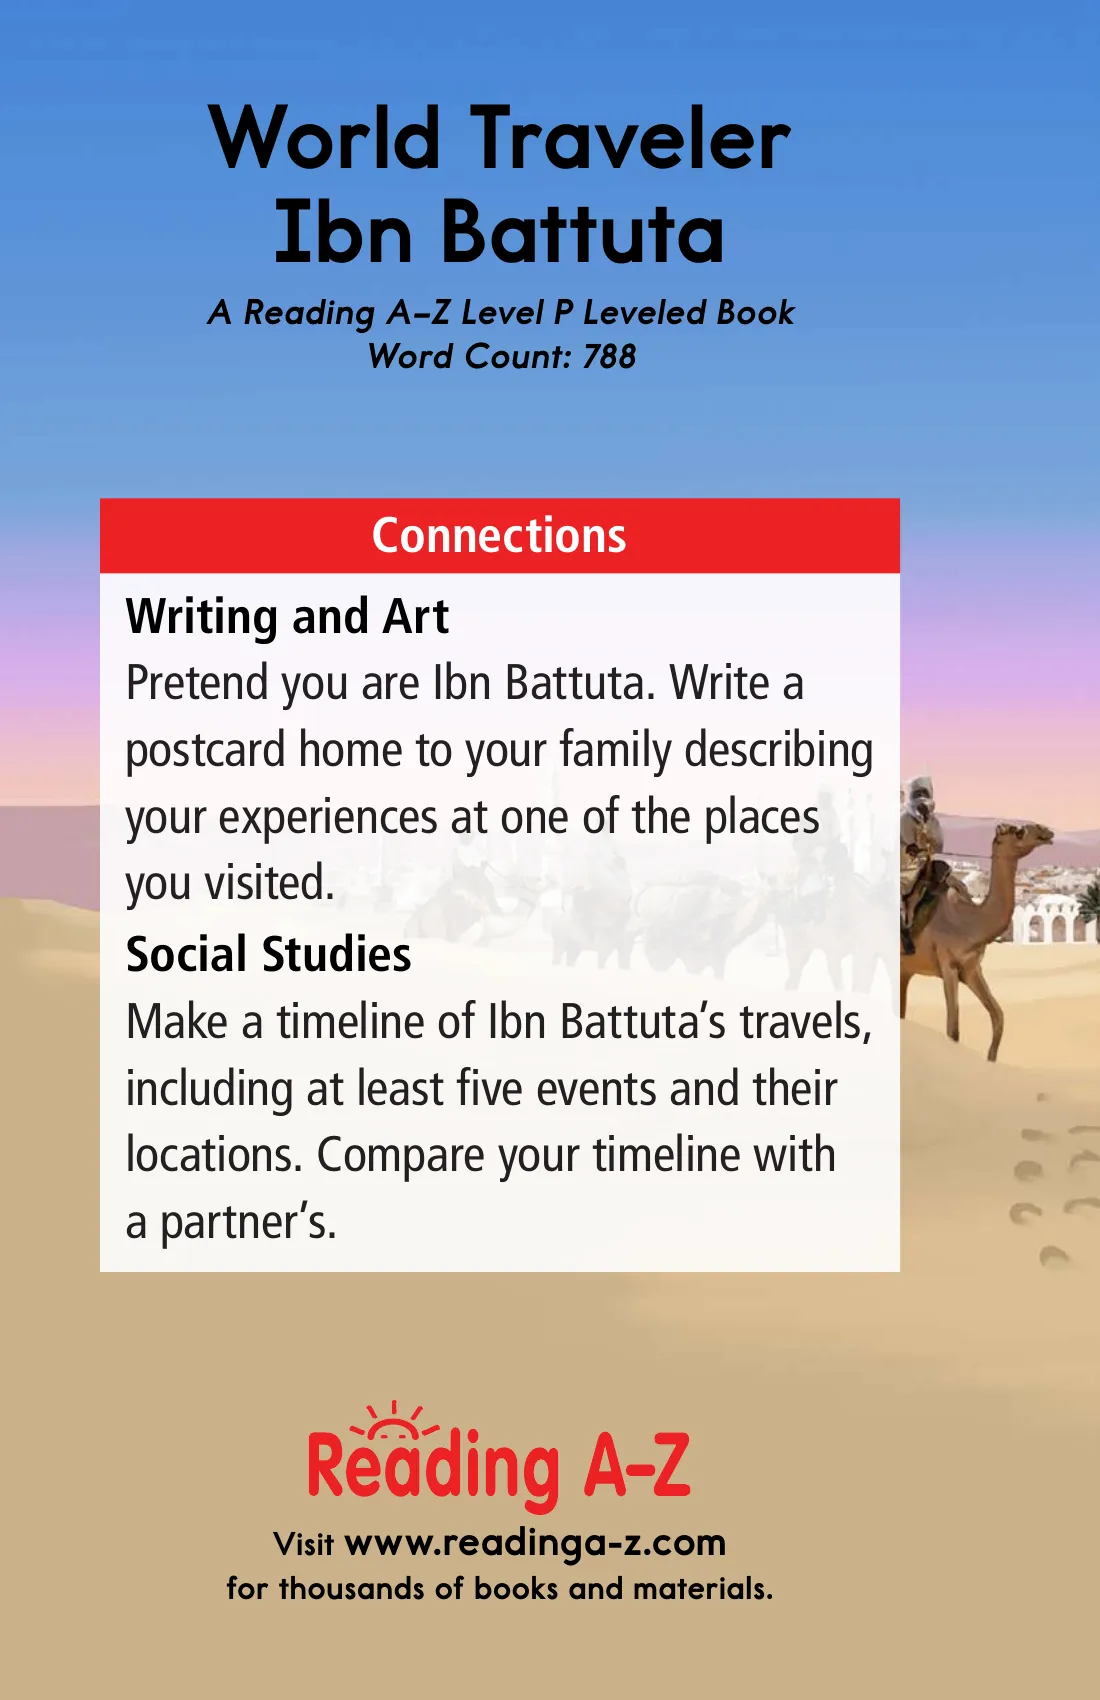 World Traveler
Ibn Battuta
A Reading A–Z Level P Leveled Book
Word Count: 788
Connections
Writing and Art
Pretend you are Ibn Battuta. Write a
postcard home to your family describing
your experiences at one of the places
you visited.
Social Studies
Make a timeline of Ibn Battuta’s travels,
including at least five events and their
locations. Compare your timeline with
a partner’s.
Reading A–Z
Visit www.readinga-z.com
for thousands of books and materials.